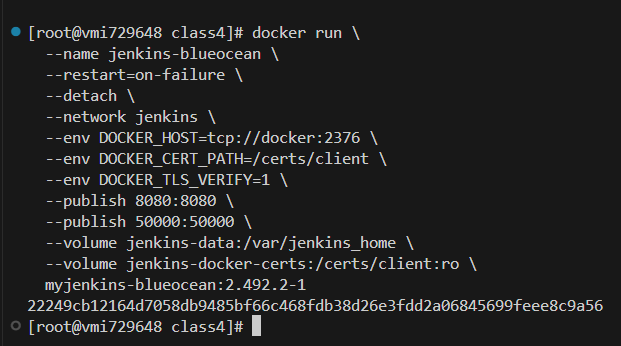 [root@vmi729648 class4]# docker run \
  --name jenkins-blueocean \
  --restart=on-failure \
  --detach \
  --network jenkins \
  --env DOCKER_HOST=tcp://docker:2376 \
  --env DOCKER_CERT_PATH=/certs/client \
  --env DOCKER_TLS_VERIFY=1 \
  --publish 8080:8080 \
  --publish 50000:50000 \
  --volume jenkins-data:/var/jenkins_home \
  --volume jenkins-docker-certs:/certs/client:ro \
  myjenkins-blueocean:2.492.2-1
22249cb12164d7058db9485bf66c468fdb38d26e3fdd2a06845699feee8c9a56
[root@vmi729648 class4]#